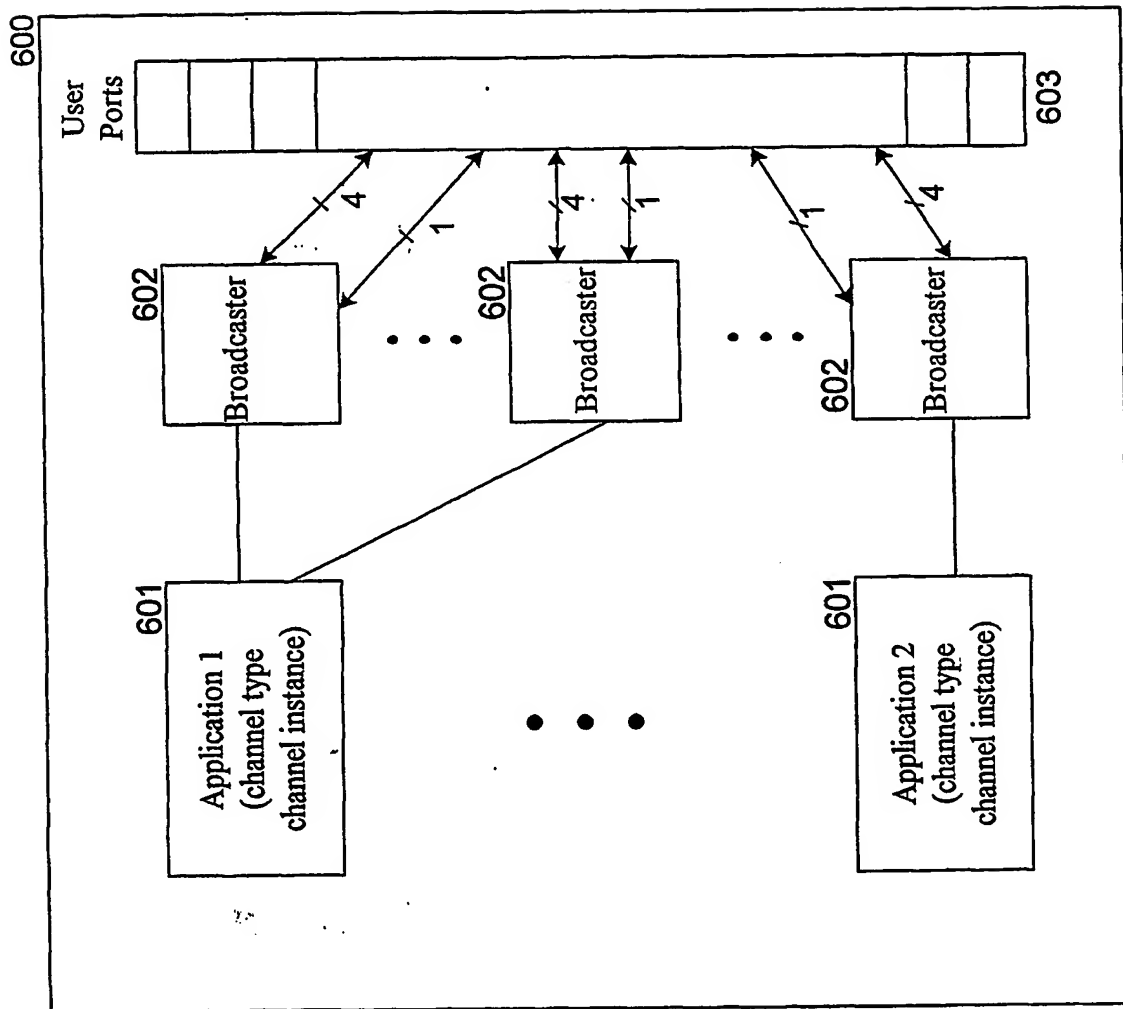 600
User
Ports
603
4
1
4
1
1
4
602
Broadcaster
602
Broadcaster
602
Broadcaster
601
Application 1
(channel type
channel instance)
601
Application 2
(channel type
channel instance)